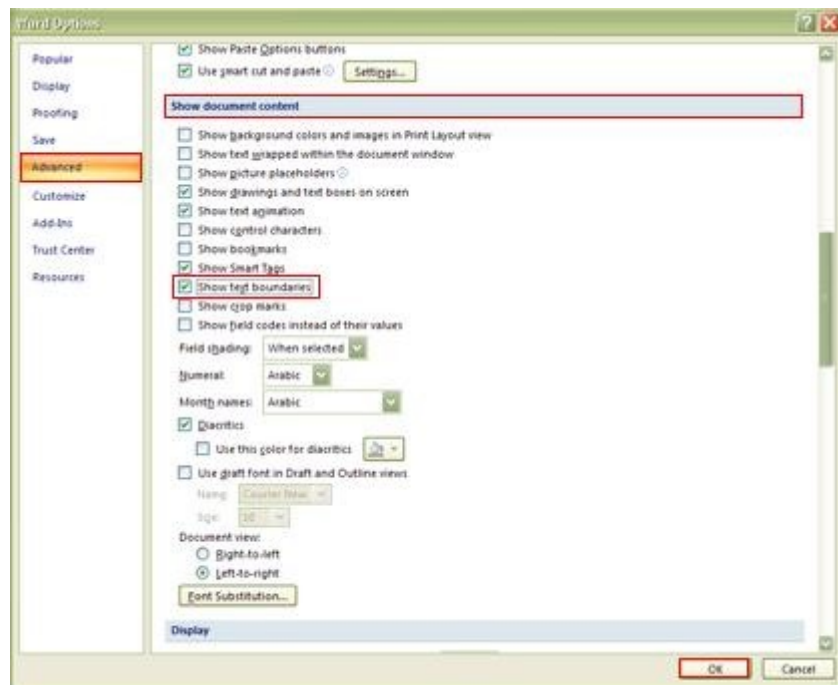 Word Options
Popular
Display
Proofing
Save
Advanced
Customize
Add-Ins
Trust Center
Resources
Show Paste Options buttons
Use smart cut and paste
Settings...
Show document content
Show background colors and images in Print Layout view
Show text wrapped within the document window
Show picture placeholders
Show drawings and text boxes on screen
Show text animation
Show control characters
Show bookmarks
Show Smart Tags
Show text boundaries
Show crop marks
Show field codes instead of their values
Field shading: When selected
Numeral: Arabic
Month names: Arabic
Diacritics
Use this color for diacritics
Use draft font in Draft and Outline views
Name: Courier New
Size: 10
Document view:
Right-to-left
Left-to-right
Font Substitution...
Display
OK Cancel